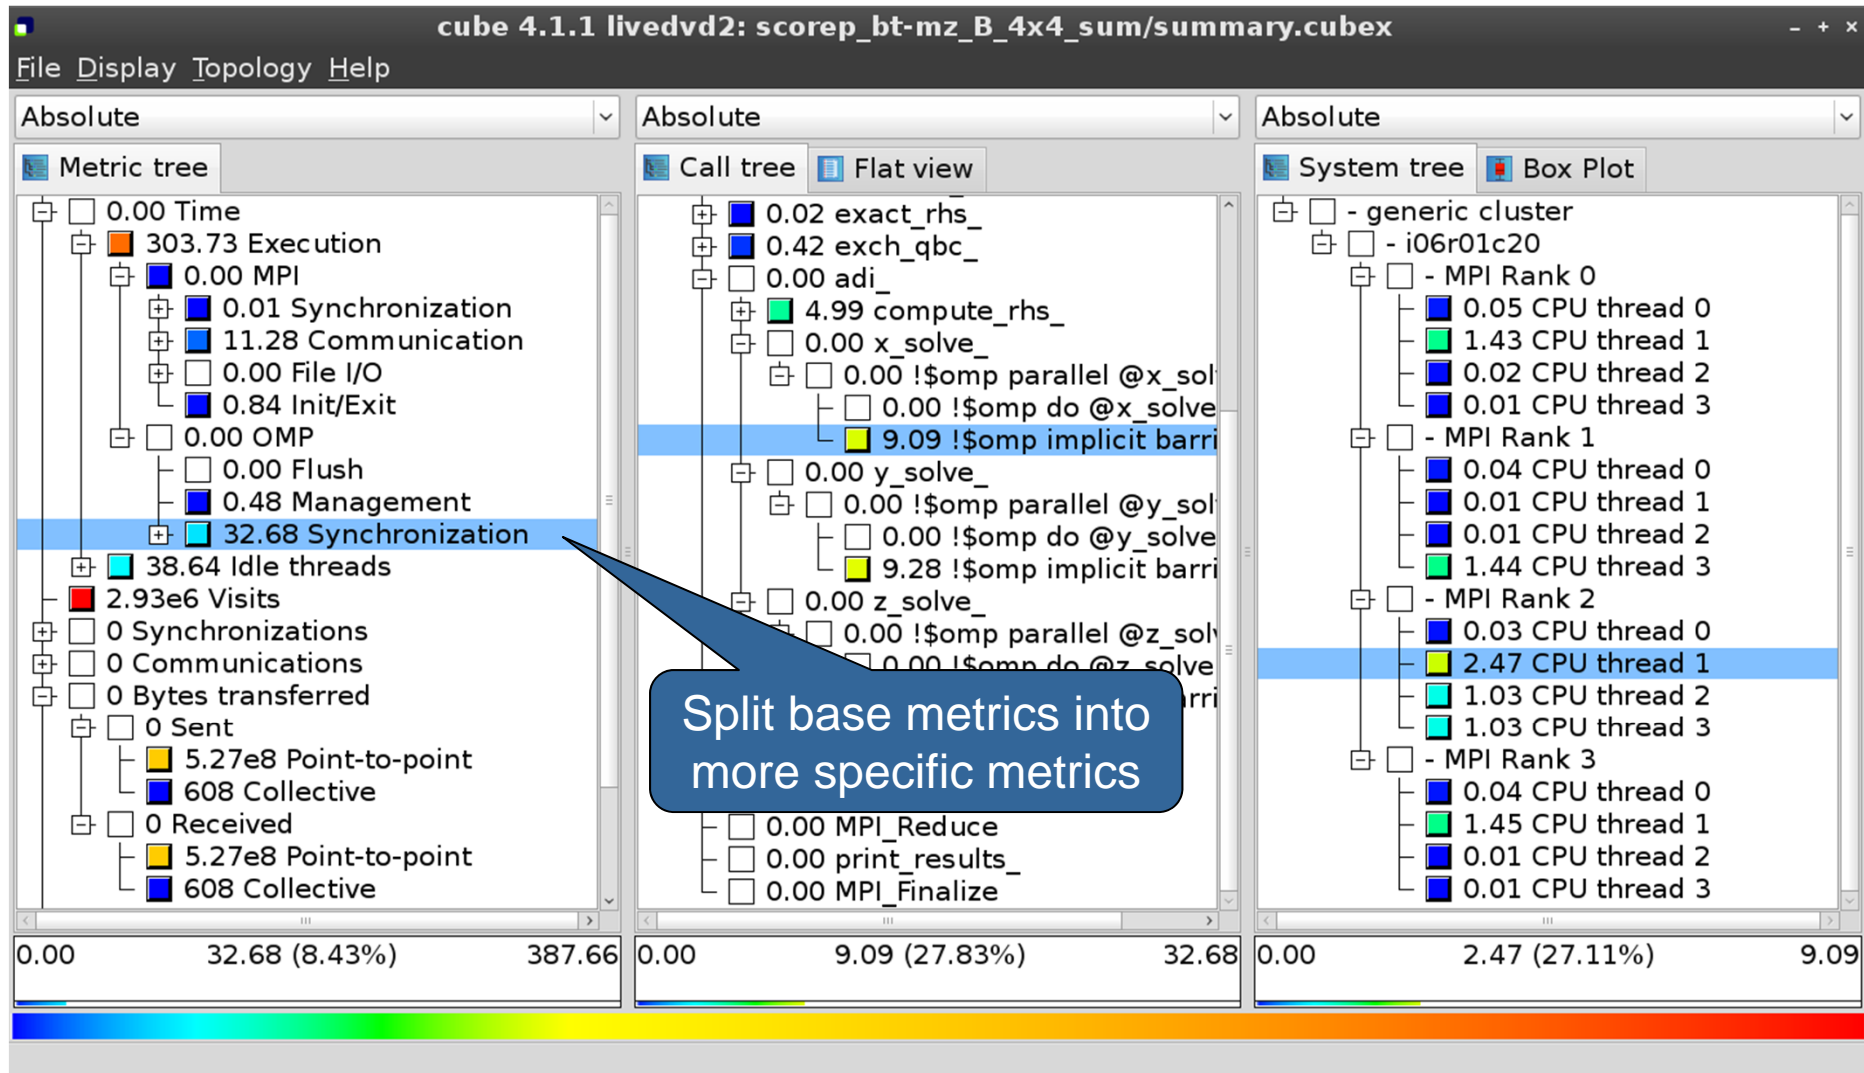 cube 4.1.1 livedvd2: scorep_bt-mz_B_4x4_sum/summary.cubex
File Display Topology Help
Absolute
Metric tree
0.00 Time
303.73 Execution
0.00 MPI
0.01 Synchronization
11.28 Communication
0.00 File I/O
0.84 Init/Exit
0.00 OMP
0.00 Flush
0.48 Management
32.68 Synchronization
38.64 Idle threads
2.93e6 Visits
0 Synchronizations
0 Communications
0 Bytes transferred
0 Sent
5.27e8 Point-to-point
608 Collective
0 Received
5.27e8 Point-to-point
608 Collective
0.00 32.68 (8.43%) 387.66
Absolute
Call tree Flat view
0.02 exact_rhs_
0.42 exch_qbc_
0.00 adi_
4.99 compute_rhs_
0.00 x_solve_
0.00 !$omp parallel @x_sol
0.00 !$omp do @x_solve
9.09 !$omp implicit barri
0.00 y_solve_
0.00 !$omp parallel @y_sol
0.00 !$omp do @y_solve
9.28 !$omp implicit barri
0.00 z_solve_
0.00 !$omp parallel @z_solv
0.00 !$omp do @z_solve
rri
Split base metrics into
more specific metrics
0.00 MPI_Reduce
0.00 print_results_
0.00 MPI_Finalize
0.00 9.09 (27.83%) 32.68
Absolute
System tree Box Plot
- generic cluster
- i06r01c20
- MPI Rank 0
0.05 CPU thread 0
1.43 CPU thread 1
0.02 CPU thread 2
0.01 CPU thread 3
- MPI Rank 1
0.04 CPU thread 0
0.01 CPU thread 1
0.01 CPU thread 2
1.44 CPU thread 3
- MPI Rank 2
0.03 CPU thread 0
2.47 CPU thread 1
1.03 CPU thread 2
1.03 CPU thread 3
- MPI Rank 3
0.04 CPU thread 0
1.45 CPU thread 1
0.01 CPU thread 2
0.01 CPU thread 3
0.00 2.47 (27.11%) 9.09